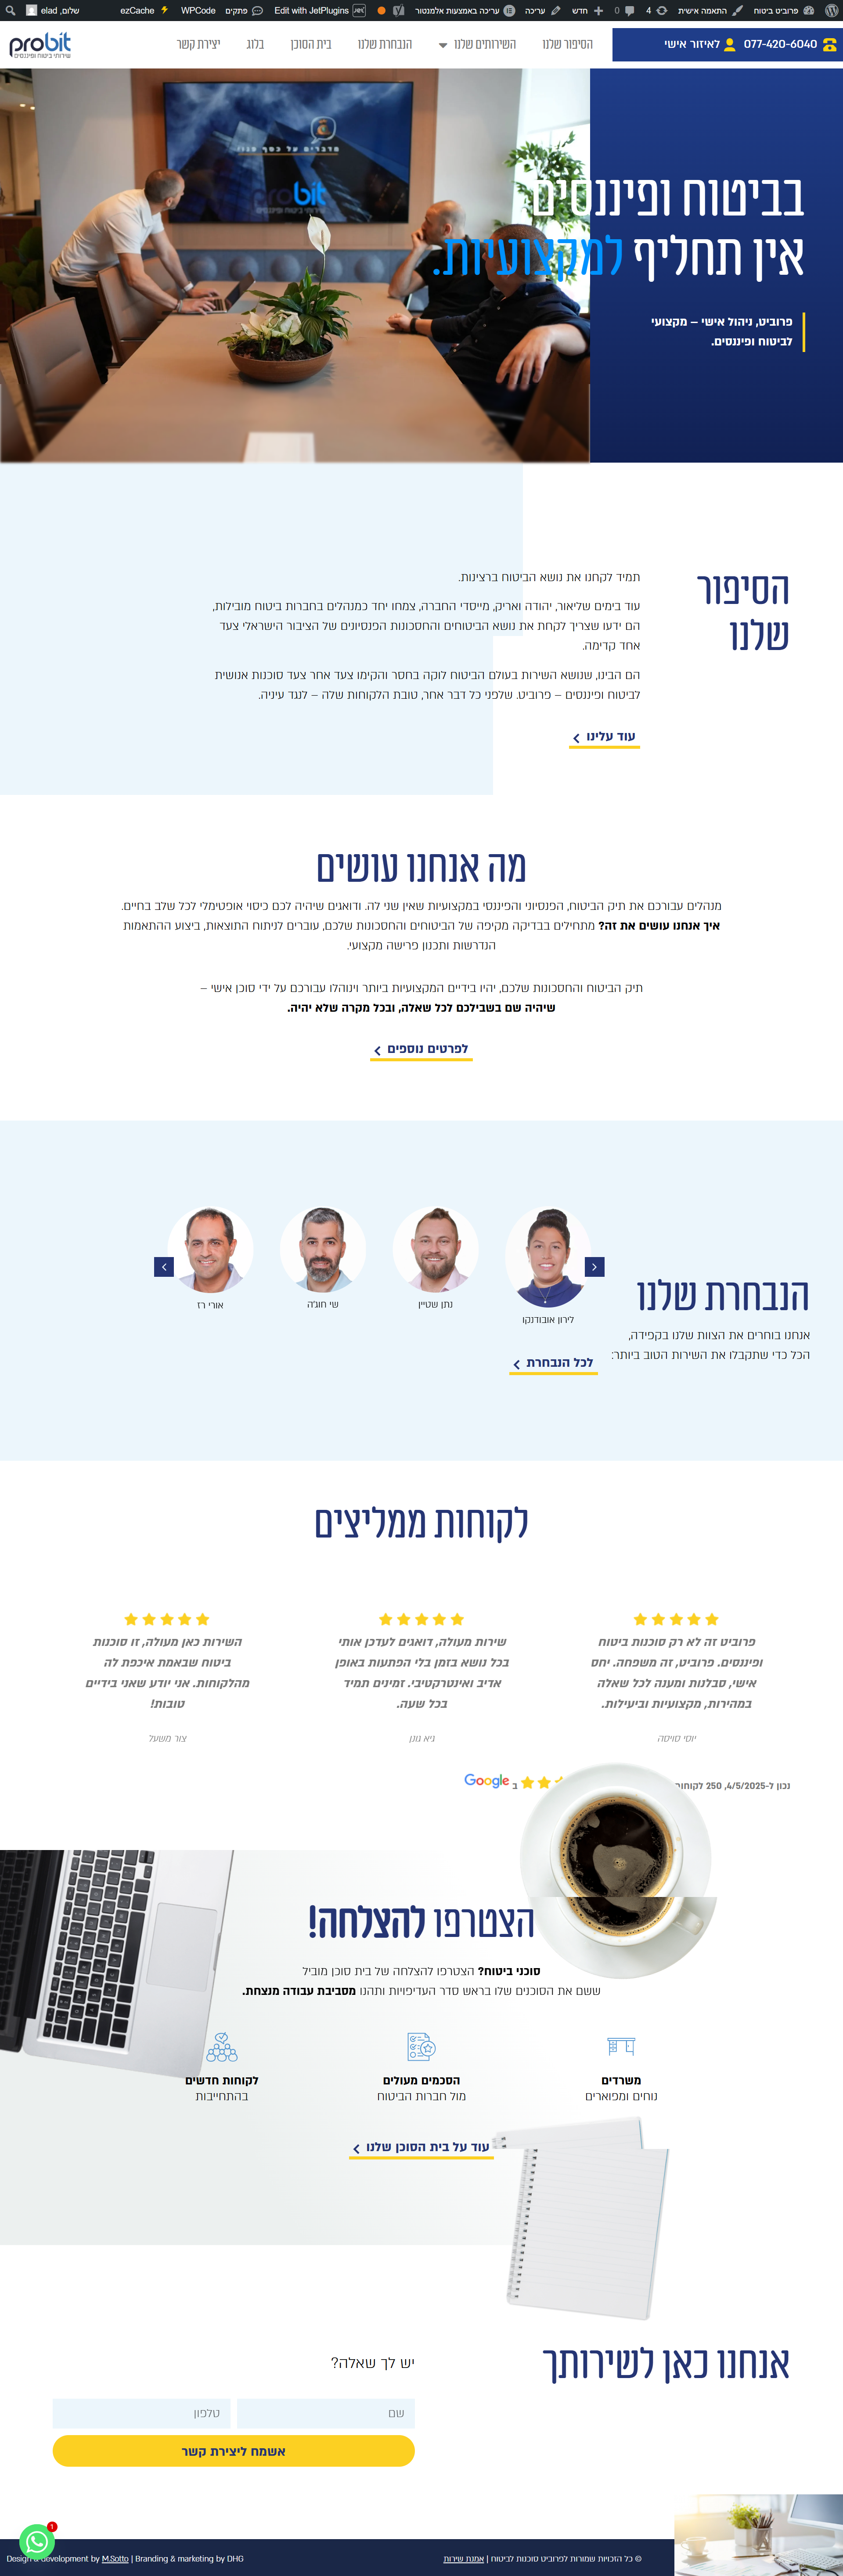 פרוביט ביטוח התאמה אישית 4 0 חדש עריכה עריכה באמצעות אלמנטור Edit with JetPlugins פתקים WPCode ezCache שלום, elad
077-420-6040 לאיזור אישי הסיפור שלנו השירותים שלנו הנבחרת שלנו בית הסוכן בלוג יצירת קשר
probit
שירותי ביטוח ופיננסים
מדברים על כסף
probit
בביטוח ופיננסים
אין תחליף למקצועיות.
פרוביט, ניהול אישי – מקצועי
לביטוח ופיננסים.
הסיפור
שלנו
תמיד לקחנו את נושא הביטוח ברצינות.
עוד בימים שליאור, יהודה ואריק, מייסדי החברה, צמחו יחד כמנהלים בחברות ביטוח מובילות,
הם ידעו שצריך לקחת את נושא הביטוחים והחסכונות הפנסיונים של הציבור הישראלי צעד
אחד קדימה.
הם הבינו, שנושא השירות בעולם הביטוח לוקה בחסר והקימו צעד אחר צעד סוכנות אנושית
לביטוח ופיננסים – פרוביט. שלפני כל דבר אחר, טובת הלקוחות שלה – לנגד עיניה.
עוד עלינו
מה אנחנו עושים
מנהלים עבורכם את תיק הביטוח, הפנסיוני והפיננסי במקצועיות שאין שני לה. ודואגים שיהיה לכם כיסוי אופטימלי לכל שלב בחיים.
איך אנחנו עושים את זה? מתחילים בבדיקה מקיפה של הביטוחים והחסכונות שלכם, עוברים לניתוח התוצאות, ביצוע ההתאמות
הנדרשות ותכנון פרישה מקצועי.
תיק הביטוח והחסכונות שלכם, יהיו בידיים המקצועיות ביותר וינוהלו עבורכם על ידי סוכן אישי –
שיהיה שם בשבילכם לכל שאלה, ובכל מקרה שלא יהיה.
לפרטים נוספים
לירון אובודנקו
נתן שטיין
שי חוג'ה
אורי רז
הנבחרת שלנו
אנחנו בוחרים את הצוות שלנו בקפידה,
הכל כדי שתקבלו את השירות הטוב ביותר:
לכל הנבחרת
לקוחות ממליצים
פרוביט זה לא רק סוכנות ביטוח
ופיננסים. פרוביט, זה משפחה. יחס
אישי, סבלנות ומענה לכל שאלה
במהירות, מקצועיות וביעילות.
יוסי סויסה
שירות מעולה, דואגים לעדכן אותי
בכל נושא בזמן בלי הפתעות באופן
אדיב ואינטרקטיבי. זמינים תמיד
בכל שעה.
גיא גונן
השירות כאן מעולה, זו סוכנות
ביטוח שבאמת איכפת לה
מהלקוחות. אני יודע שאני בידיים
טובות!
צור משעל
נכון ל-4/5/2025, 250 לקוחות ב Google
הצטרפו להצלחה!
סוכני ביטוח? הצטרפו להצלחה של בית סוכן מוביל
ששם את הסוכנים שלו בראש סדר העדיפויות ותהנו מסביבת עבודה מנצחת.
משרדים
נוחים ומפוארים
הסכמים מעולים
מול חברות הביטוח
לקוחות חדשים
בהתחייבות
עוד על בית הסוכן שלנו
אנחנו כאן לשירותך
יש לך שאלה?
שם
טלפון
אשמח ליצירת קשר
1
© כל הזכויות שמורות לפרוביט סוכנות לביטוח | אמנת שירות
Design & development by M.Sotto | Branding & marketing by DHG